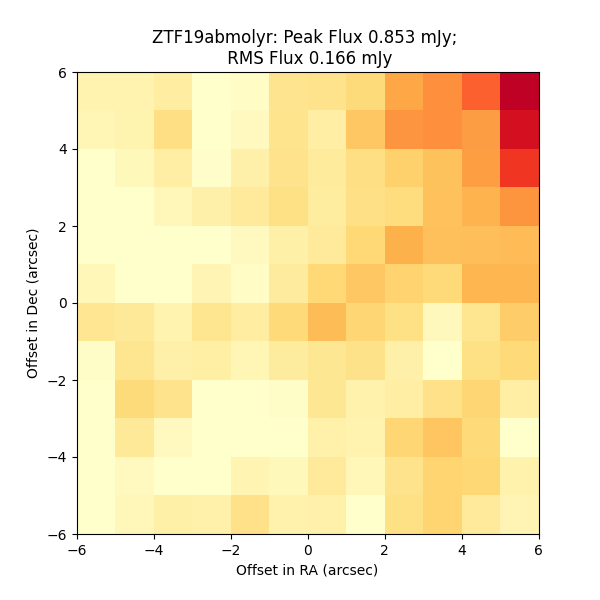 ZTF19abmolyr: Peak Flux 0.853 mJy;
RMS Flux 0.166 mJy
6
4
2
0
−2
−4
−6
Offset in Dec (arcsec)
−6 −4 −2 0 2 4 6
Offset in RA (arcsec)